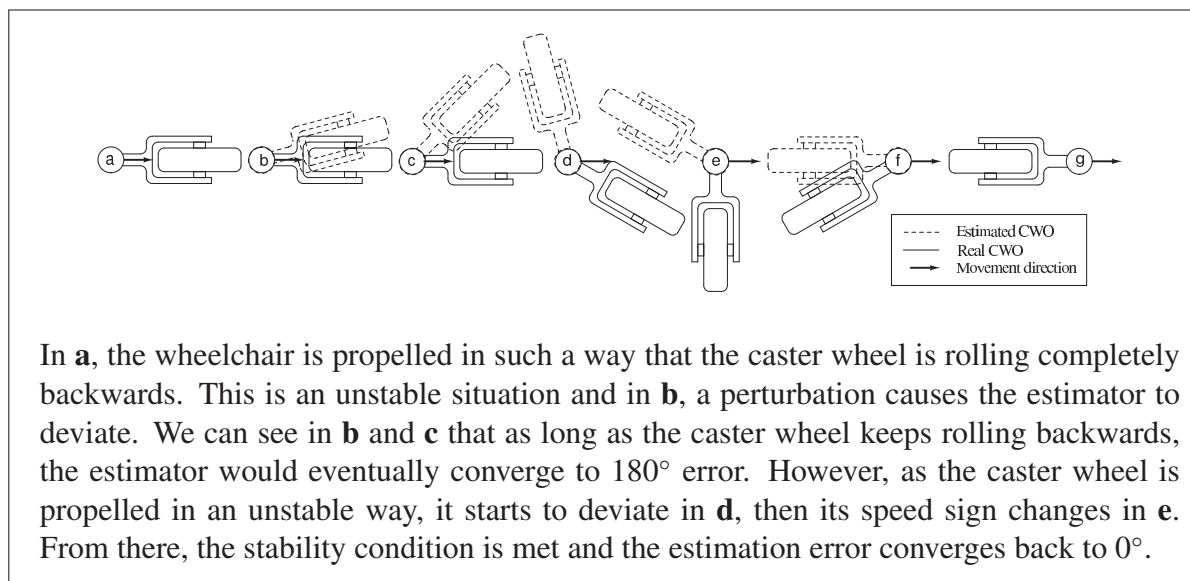 a b c d e f g
Estimated CWO
Real CWO
Movement direction
In a, the wheelchair is propelled in such a way that the caster wheel is rolling completely
backwards. This is an unstable situation and in b, a perturbation causes the estimator to
deviate. We can see in b and c that as long as the caster wheel keeps rolling backwards,
the estimator would eventually converge to 180° error. However, as the caster wheel is
propelled in an unstable way, it starts to deviate in d, then its speed sign changes in e.
From there, the stability condition is met and the estimation error converges back to 0°.